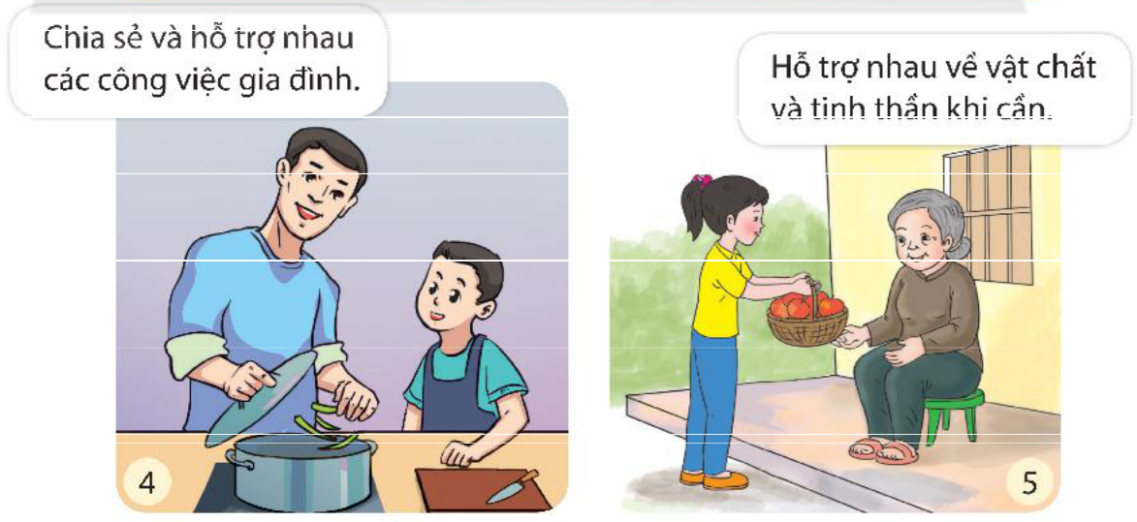 Chia sẻ và hỗ trợ nhau
các công việc gia đình.
Hỗ trợ nhau về vật chất
và tinh thần khi cần.
4
5